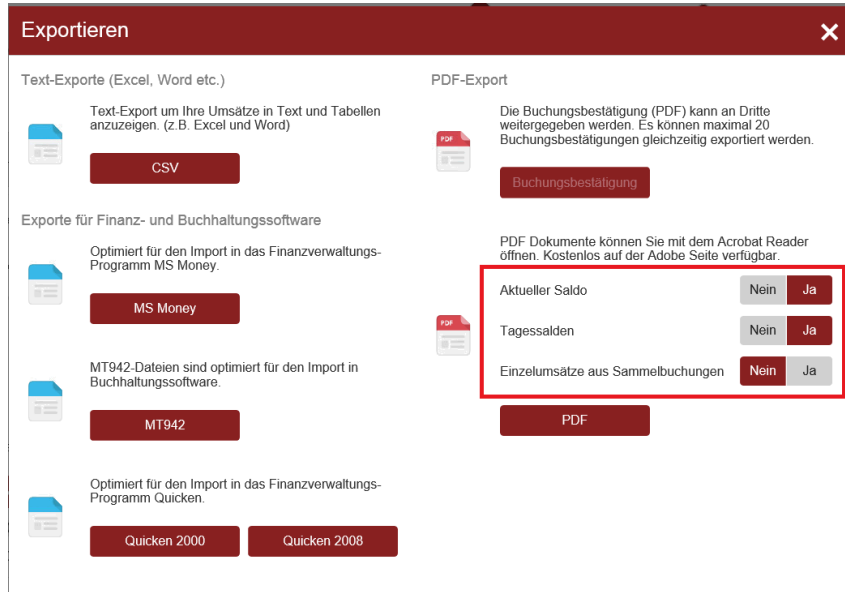 Exportieren
Text-Exporte (Excel, Word etc.)
Text-Export um Ihre Umsätze in Text und Tabellen
anzuzeigen. (z.B. Excel und Word)
CSV
Exporte für Finanz- und Buchhaltungssoftware
Optimiert für den Import in das Finanzverwaltungs-
Programm MS Money.
MS Money
MT942-Dateien sind optimiert für den Import in
Buchhaltungssoftware.
MT942
Optimiert für den Import in das Finanzverwaltungs-
Programm Quicken.
Quicken 2000 Quicken 2008
PDF-Export
PDF
Die Buchungsbestätigung (PDF) kann an Dritte
weitergegeben werden. Es können maximal 20
Buchungsbestätigungen gleichzeitig exportiert werden.
Buchungsbestätigung
PDF Dokumente können Sie mit dem Acrobat Reader
öffnen. Kostenlos auf der Adobe Seite verfügbar.
PDF
Aktueller Saldo Nein Ja
Tagessalden Nein Ja
Einzelumsätze aus Sammelbuchungen Nein Ja
PDF